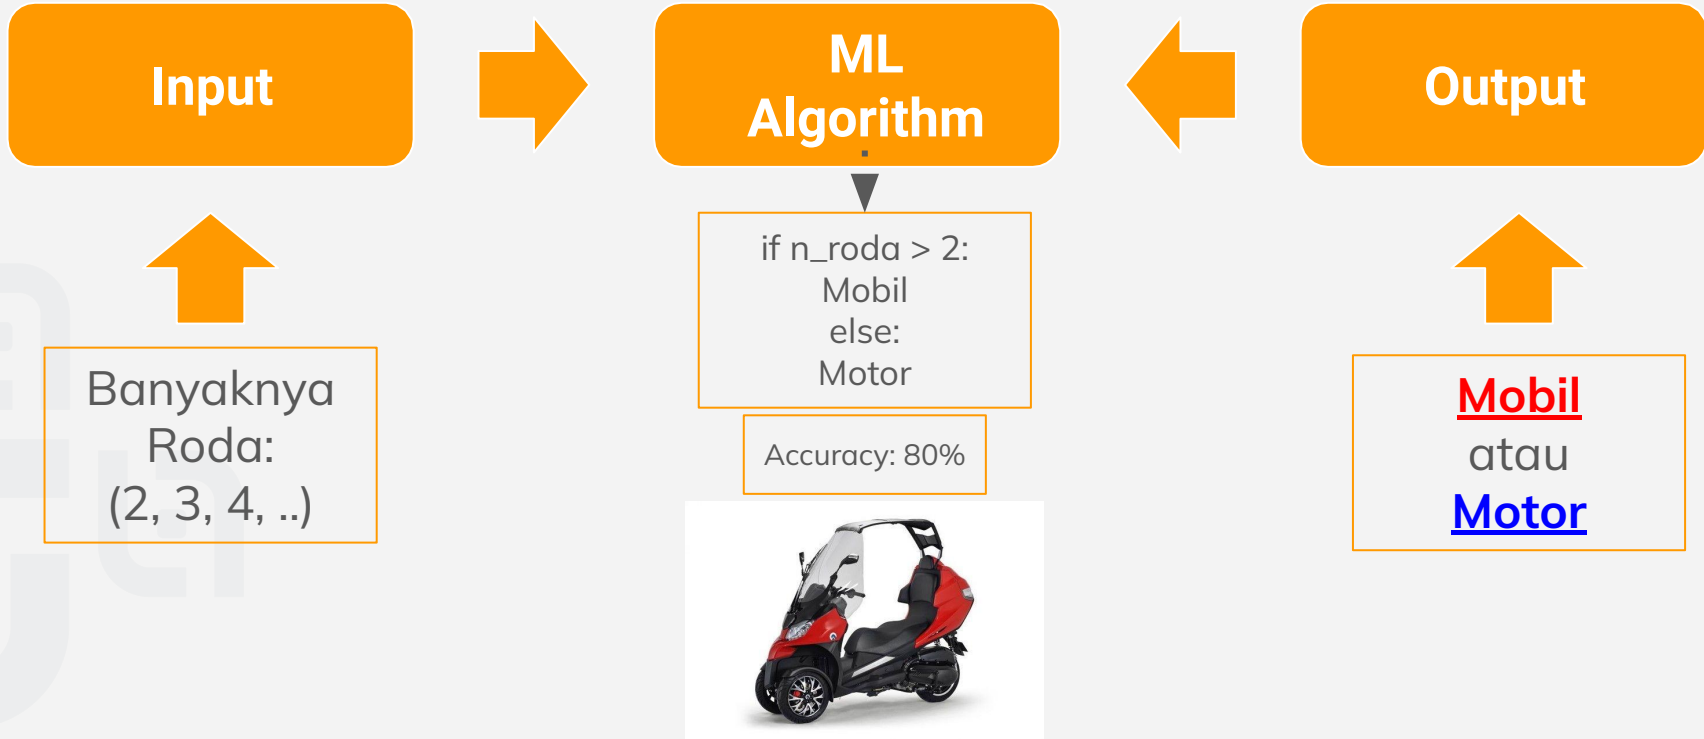 Input
ML
Algorithm
Output
Banyaknya
Roda:
(2, 3, 4, ..)
if n_roda > 2:
Mobil
else:
Motor
Accuracy: 80%
Mobil
atau
Motor